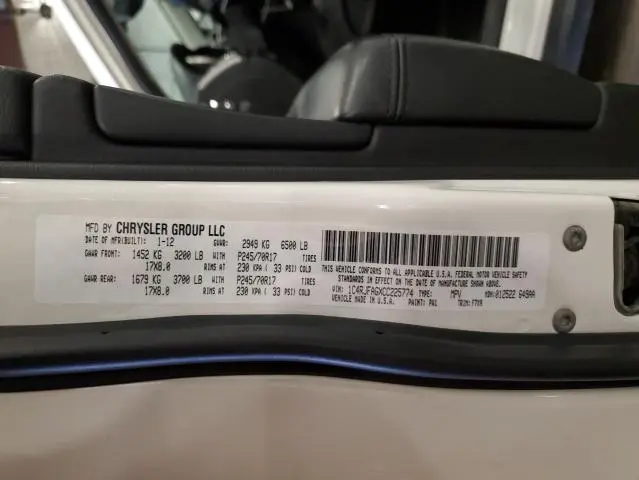 MFD BY CHRYSLER GROUP LLC
DATE OF MFR(BUILT): 1-12 GVWR: 2949 KG 6500 LB
GAWR FRONT: 1452 KG 3200 LB WITH P245/70R17 TIRES
17X8.0 RIMS AT 230 KPA ( 33 PSI) COLD
GAWR REAR: 1679 KG 3700 LB WITH P245/70R17 TIRES
17X8.0 RIMS AT 230 KPA ( 33 PSI) COLD
THIS VEHICLE CONFORMS TO ALL APPLICABLE U.S.A. FEDERAL MOTOR VEHICLE SAFETY
STANDARDS IN EFFECT ON THE DATE OF MANUFACTURE SHOWN ABOVE.
VIN: 1C4RJFAGXCC225774 TYPE: MPV MDH:012522 649AA
VEHICLE MADE IN U.S.A. PAINT: PW1 TRIM: F7XR